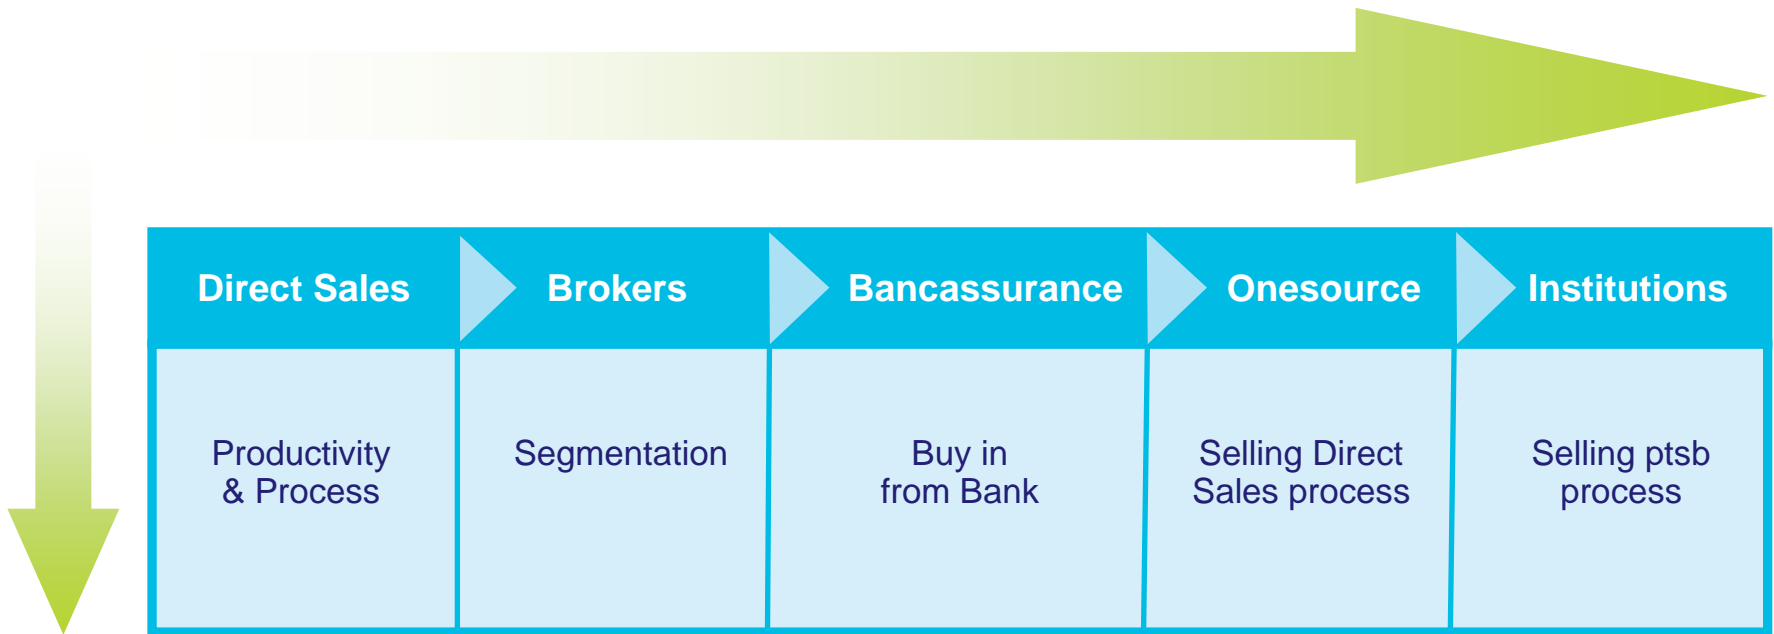 Direct Sales
Brokers
Bancassurance
Onesource
Institutions
Productivity
& Process
Segmentation
Buy in
from Bank
Selling Direct
Sales process
Selling ptsb
process